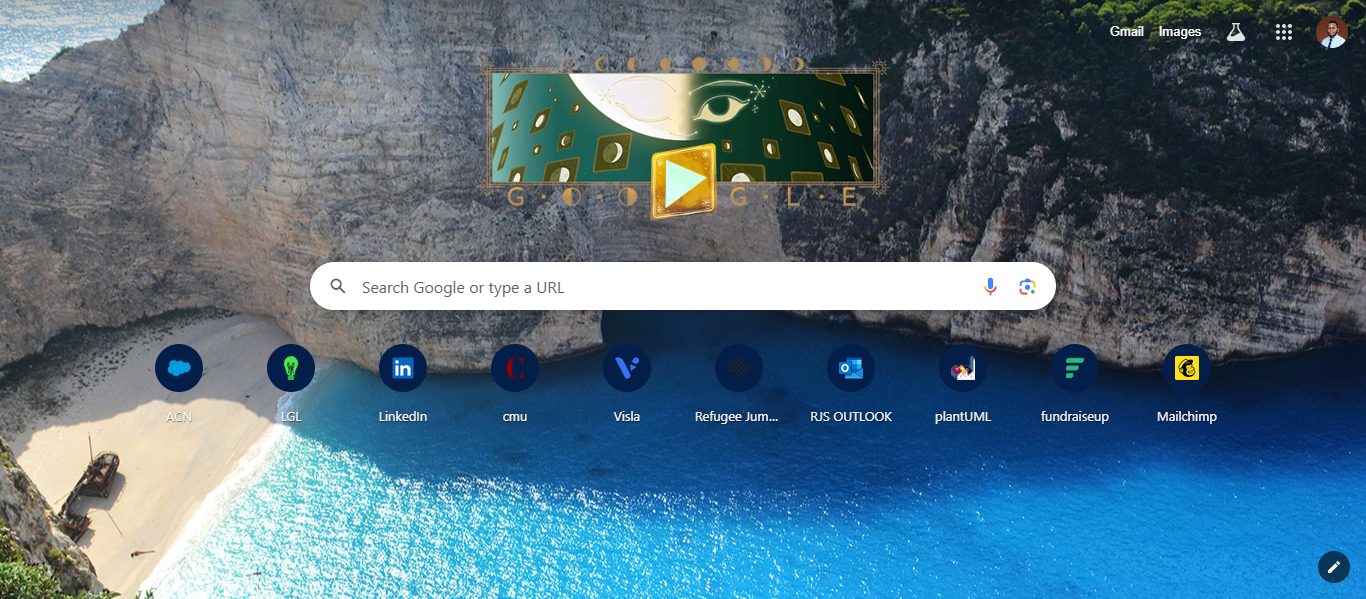 Gmail Images
G · · G · L · E
Search Google or type a URL
ACN LGL LinkedIn cmu Visla Refugee Jum... RJS OUTLOOK plantUML fundraiseup Mailchimp